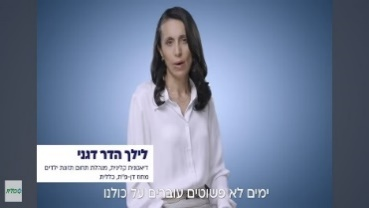 לילך הדר דגני
דיאטנית קלינית, מנהלת תחום תזונת ילדים
מחוז דן-פ״ת, כללית
ימים לא פשוטים עוברים על כולנו